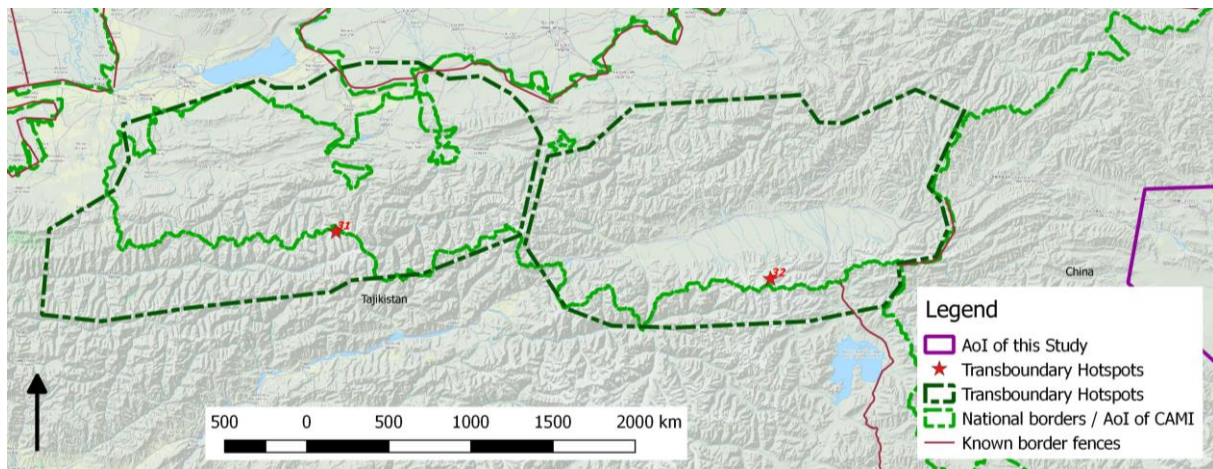 31
32
Tajikistan
China
Legend
AoI of this Study
Transboundary Hotspots
Transboundary Hotspots
National borders / AoI of CAMI
Known border fences
500 0 500 1000 1500 2000 km